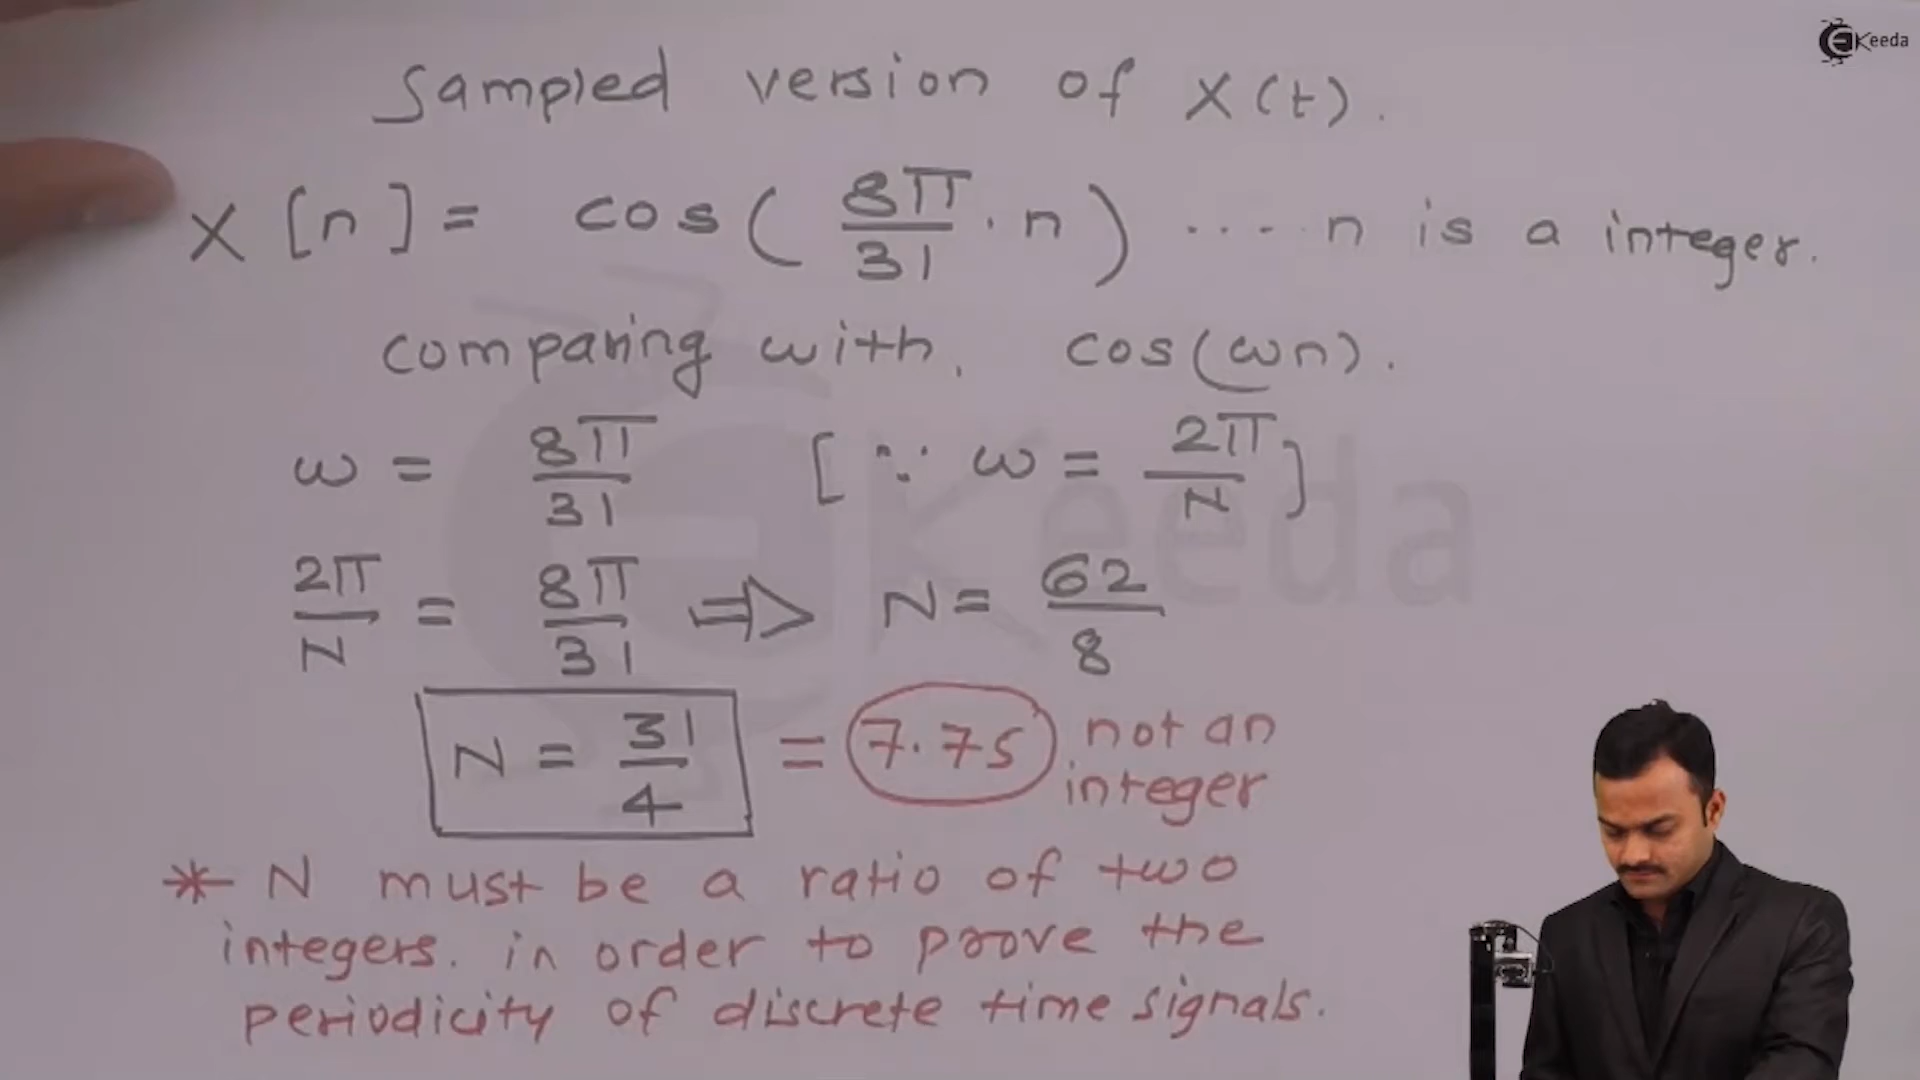 EKeeda
Sampled version of x(t).
x[n] = cos(8π/31 · n) .... n is a integer.
comparing with, cos(ωn).
ω = 8π/31 [∵ ω = 2π/N]
2π/N = 8π/31 ⇒ N = 62/8
N = 31/4 = 7.75 not an
integer
* N must be a ratio of two
integers. in order to prove the
periodicity of discrete time signals.
Keeda